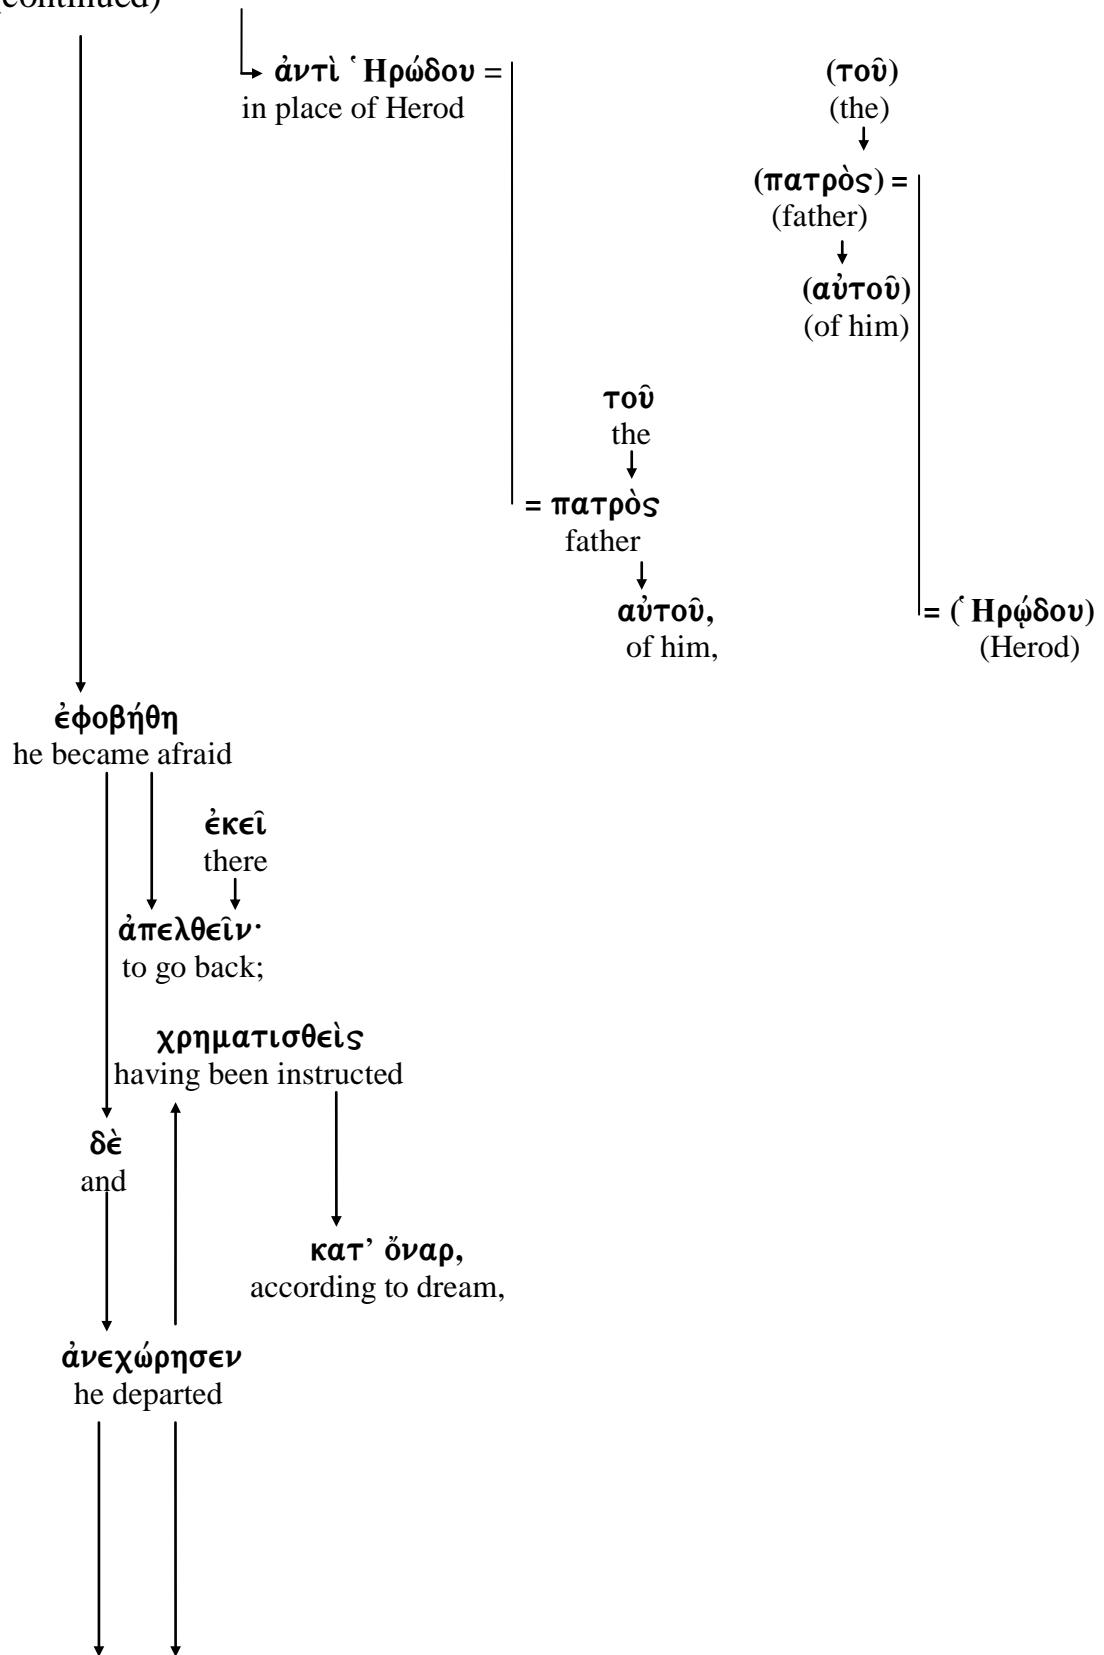 continued)
ἀντὶ Ἡρώδου =
in place of Herod
(τοῦ)
(the)
(πατρὸς) =
(father)
(αὐτοῦ)
(of him)
τοῦ
the
= πατρὸς
father
αὐτοῦ,
of him,
= (Ἡρῴδου)
(Herod)
ἐφοβήθη
he became afraid
ἐκεῖ
there
ἀπελθεῖν·
to go back;
χρηματισθεὶς
having been instructed
δὲ
and
κατ’ ὄναρ,
according to dream,
ἀνεχώρησεν
he departed